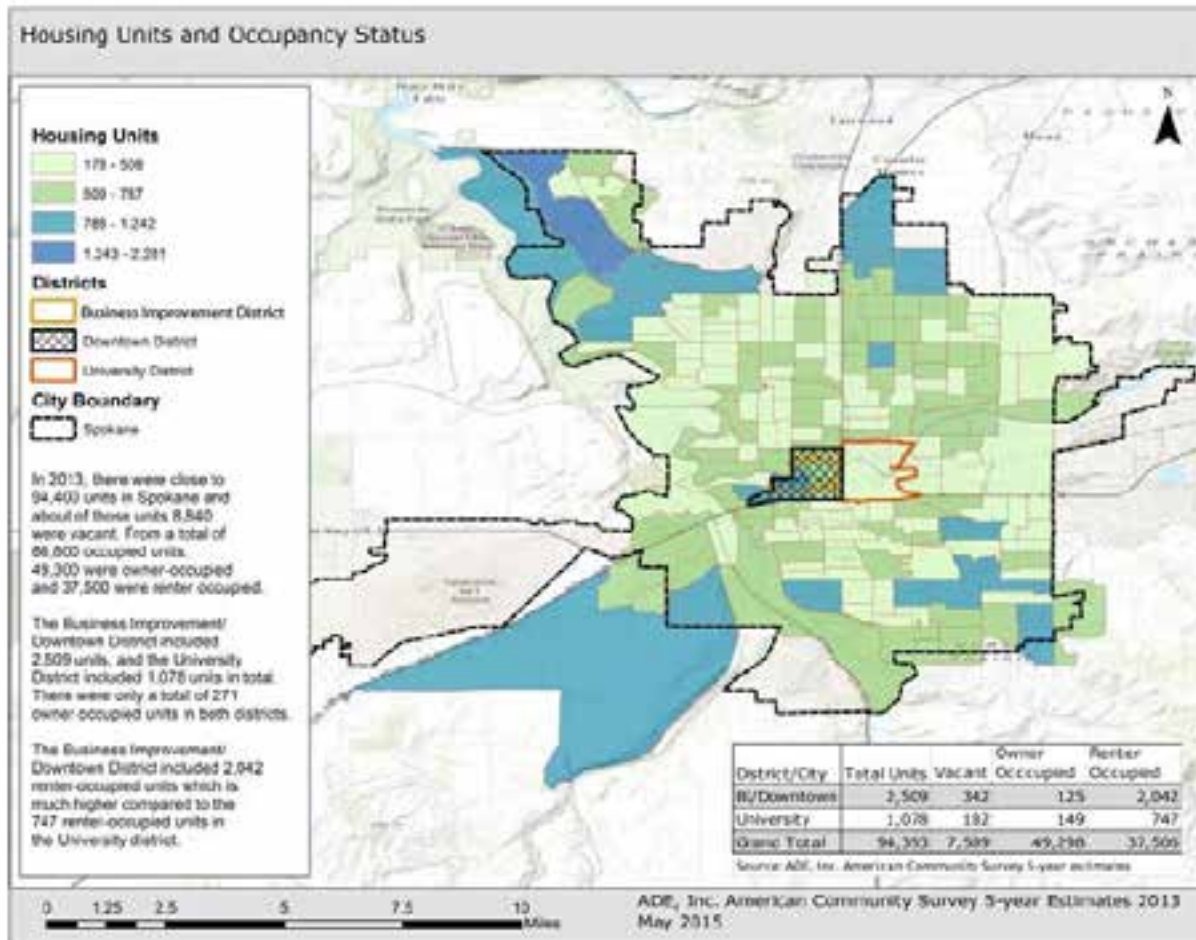 Housing Units and Occupancy Status
Housing Units
509 - 787
1,243 - 2,281
Districts
Business Improvement District
Downtown District
University District
City Boundary
Spokane
In 2013, there were close to
94,400 units in Spokane and
about of those units 8,840
were vacant. From a total of
occupied units.
49,300 were owner-occupied
and 37,500 were renter occupied.
The Business Improvement/
Downtown District included
2,509 units, and the University
District included 1,078 units in total.
There were only a total of 271
owner occupied units in both districts.
The Business Improvement/
Downtown District included 2,042
renter-occupied units which is
much higher compared to the
747 renter-occupied units in
the University district.
N
Owner Renter
District/City Total Units Vacant Occcupied Occupied
BI/Downtown 2,509 342 125 2,042
University 1,078 182 149 747
Grand Total 94,393 7,589 49,298 37,506
Source: ADE, Inc. American Community Survey 5-year estimates
0 1.25 2.5 5 7.5 10
Miles
ADE, Inc. American Community Survey 5-year Estimates 2013
May 2015